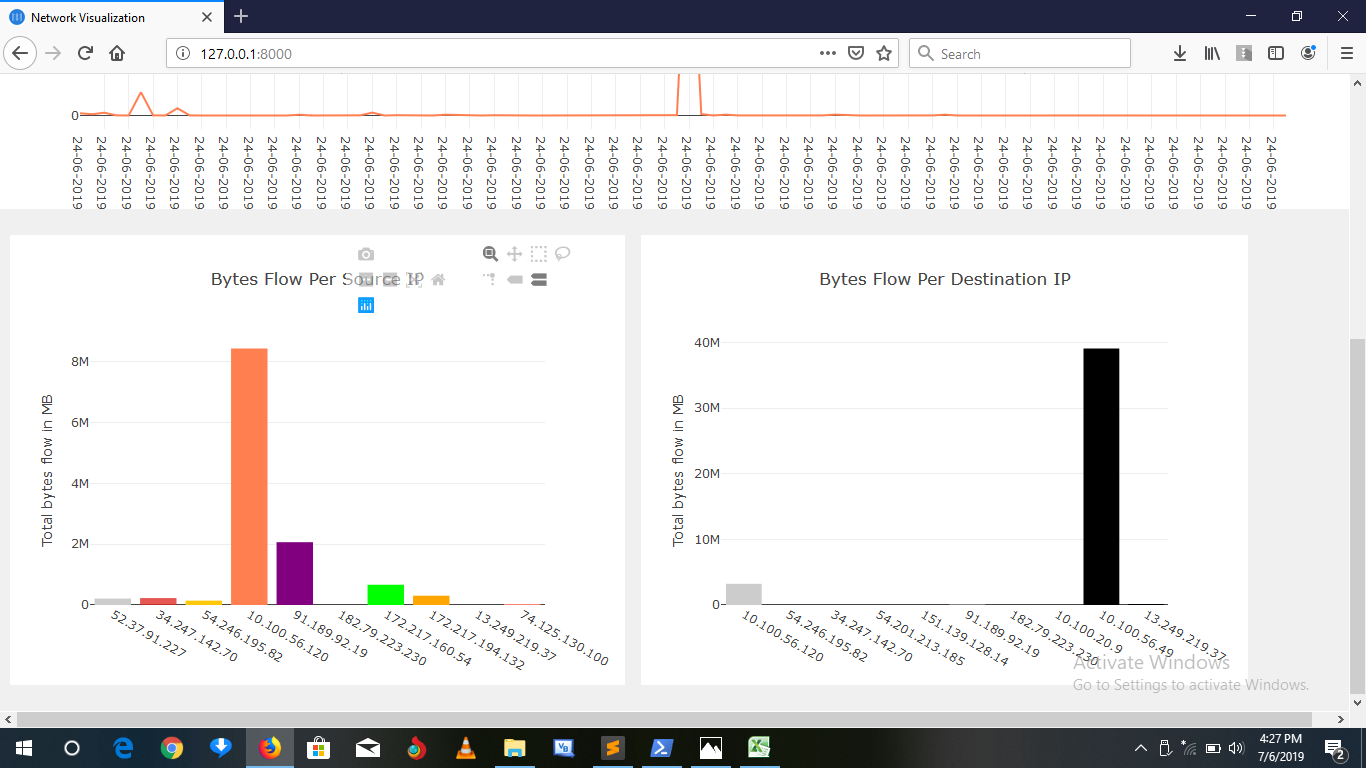 Network Visualization
127.0.0.1:8000
Search
0
24-06-2019 24-06-2019 24-06-2019 24-06-2019 24-06-2019 24-06-2019 24-06-2019 24-06-2019 24-06-2019 24-06-2019 24-06-2019 24-06-2019 24-06-2019 24-06-2019 24-06-2019 24-06-2019 24-06-2019 24-06-2019 24-06-2019 24-06-2019 24-06-2019 24-06-2019 24-06-2019 24-06-2019 24-06-2019 24-06-2019 24-06-2019 24-06-2019 24-06-2019 24-06-2019 24-06-2019 24-06-2019 24-06-2019 24-06-2019 24-06-2019 24-06-2019 24-06-2019 24-06-2019 24-06-2019 24-06-2019 24-06-2019 24-06-2019 24-06-2019 24-06-2019 24-06-2019 24-06-2019 24-06-2019 24-06-2019 24-06-2019 24-06-2019
Bytes Flow Per Source IP
Total bytes flow in MB
8M
6M
4M
2M
0
52.37.91.227
34.247.142.70
54.246.195.82
10.100.56.120
91.189.92.19
182.79.223.230
172.217.160.54
172.217.194.132
13.249.219.37
74.125.130.100
Bytes Flow Per Destination IP
Total bytes flow in MB
40M
30M
20M
10M
0
10.100.56.120
54.246.195.82
34.247.142.70
54.201.213.185
151.139.128.14
91.189.92.19
182.79.223.230
10.100.20.9
10.100.56.49
13.249.219.37
Activate Windows
Go to Settings to activate Windows.
4:27 PM
7/6/2019
2